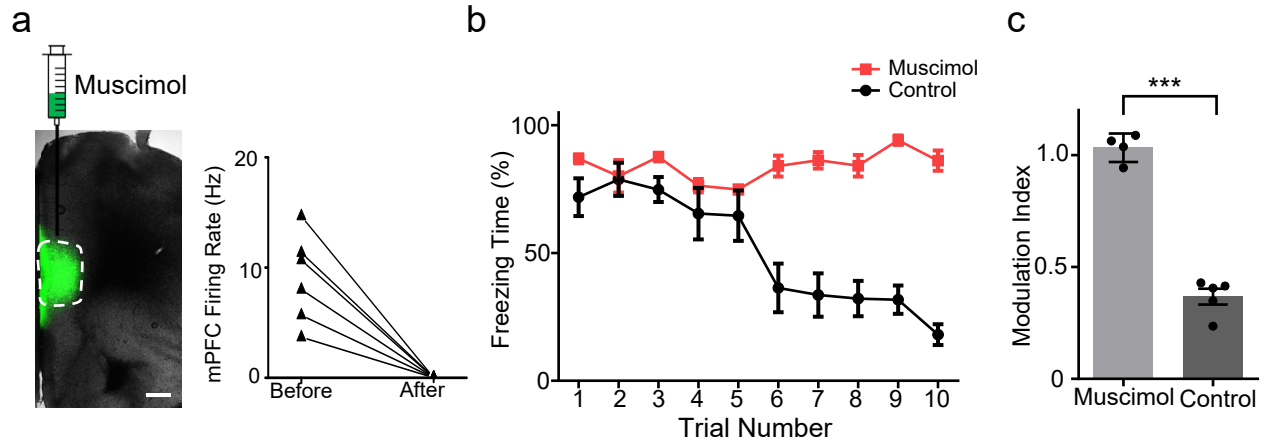 a
Muscimol
mPFC Firing Rate (Hz)
20
10
0
Before After
b
Muscimol
Control
Freezing Time (%)
100
50
0
1 2 3 4 5 6 7 8 9 10
Trial Number
c
***
Modulation Index
1.0
0.5
0
Muscimol Control